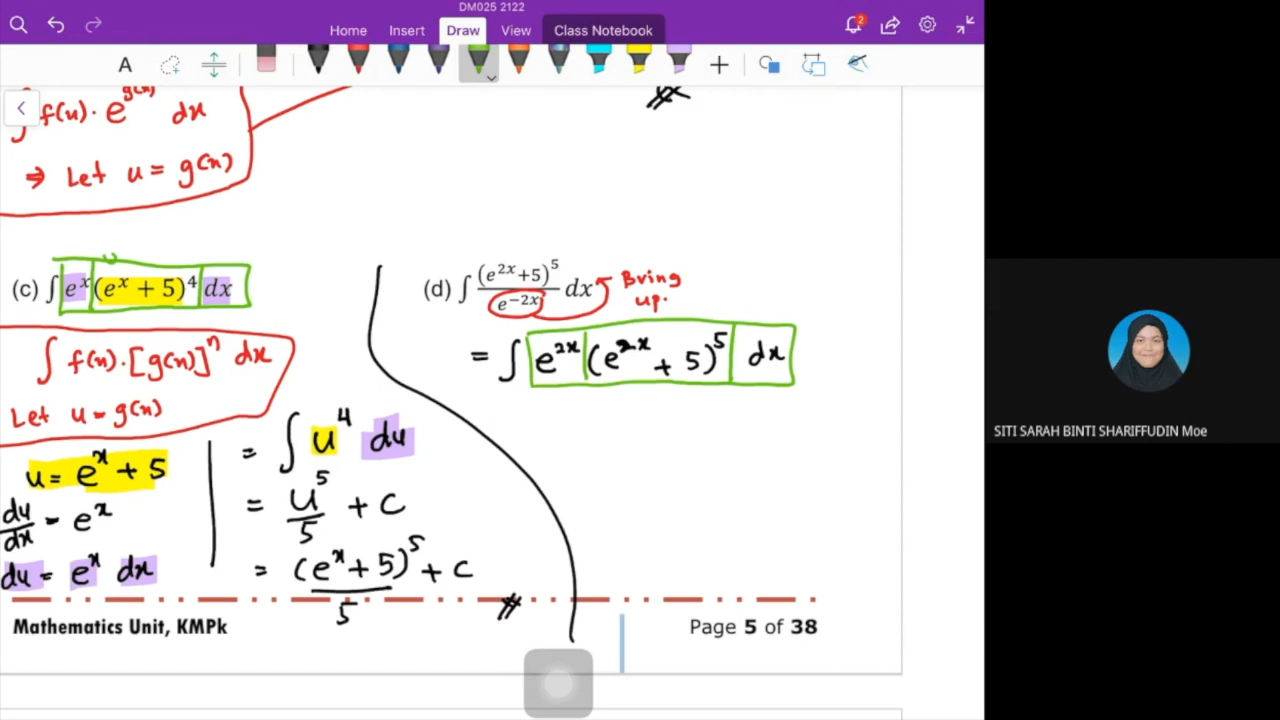 DM025 2122
Home Insert Draw View Class Notebook
2
A
∫ f(x) · e^g(x) dx
⇒ Let u = g(x)
(c) ∫ e^x (e^x + 5)^4 dx
∫ f(x) · [g(x)]^n dx
Let u = g(x)
u = e^x + 5
du/dx = e^x
du = e^x dx
= ∫ u^4 du
= u^5/5 + c
= (e^x + 5)^5/5 + c
(d) ∫ (e^2x +5)^5/e^−2x dx
Bring
up.
= ∫ e^2x (e^2x + 5)^5 dx
Mathematics Unit, KMPk
Page 5 of 38
SITI SARAH BINTI SHARIFFUDIN Moe